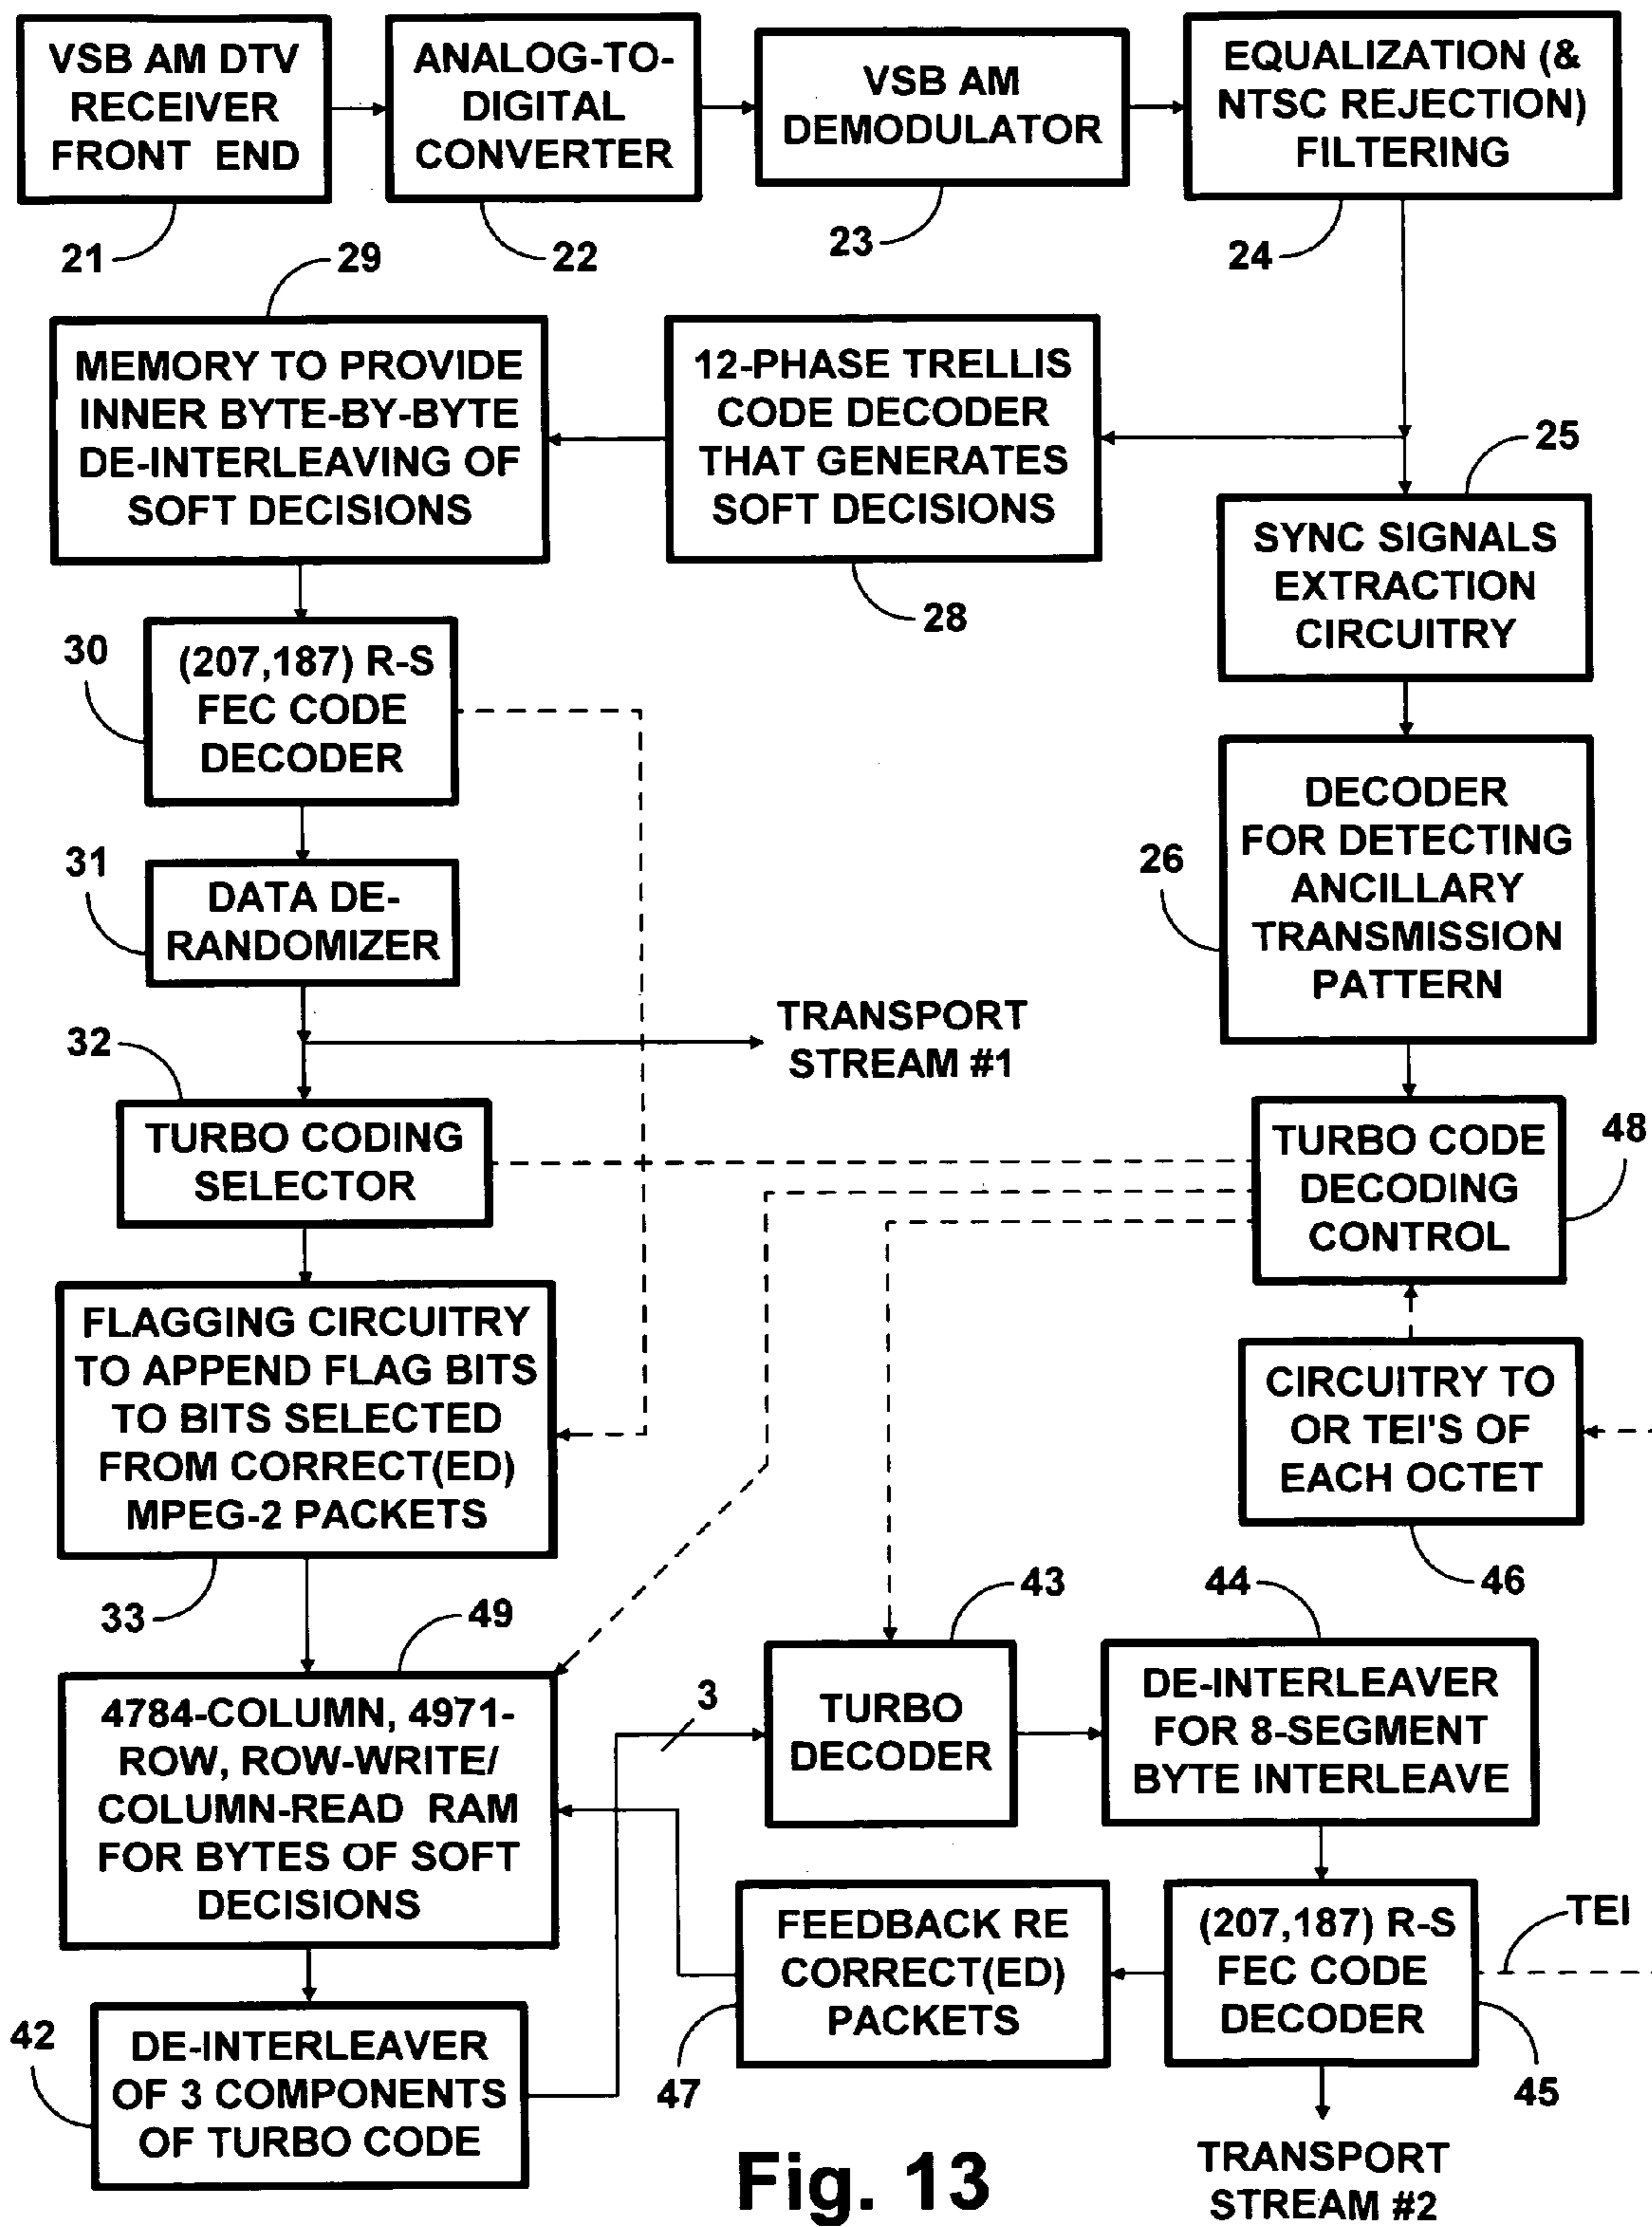 VSB AM DTV
RECEIVER
FRONT END
21
ANALOG-TO-
DIGITAL
CONVERTER
22
VSB AM
DEMODULATOR
23
EQUALIZATION (&
NTSC REJECTION)
FILTERING
24
29
MEMORY TO PROVIDE
INNER BYTE-BY-BYTE
DE-INTERLEAVING OF
SOFT DECISIONS
12-PHASE TRELLIS
CODE DECODER
THAT GENERATES
SOFT DECISIONS
28
25
SYNC SIGNALS
EXTRACTION
CIRCUITRY
30
(207,187) R-S
FEC CODE
DECODER
26
DECODER
FOR DETECTING
ANCILLARY
TRANSMISSION
PATTERN
31
DATA DE-
RANDOMIZER
TRANSPORT
STREAM #1
32
TURBO CODING
SELECTOR
TURBO CODE
DECODING
CONTROL
48
FLAGGING CIRCUITRY
TO APPEND FLAG BITS
TO BITS SELECTED
FROM CORRECT(ED)
MPEG-2 PACKETS
33
CIRCUITRY TO
OR TEI'S OF
EACH OCTET
46
49
4784-COLUMN, 4971-
ROW, ROW-WRITE/
COLUMN-READ RAM
FOR BYTES OF SOFT
DECISIONS
3
43
TURBO
DECODER
44
DE-INTERLEAVER
FOR 8-SEGMENT
BYTE INTERLEAVE
FEEDBACK RE
CORRECT(ED)
PACKETS
47
(207,187) R-S
FEC CODE
DECODER
TEI
45
42
DE-INTERLEAVER
OF 3 COMPONENTS
OF TURBO CODE
TRANSPORT
STREAM #2
Fig. 13